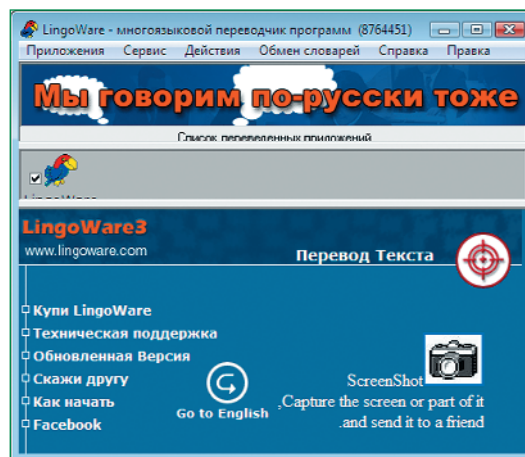 LingoWare - многоязыковой переводчик программ (8764451)
Приложения Сервис Действия Обмен словарей Справка Правка
Мы говорим по-русски тоже
Список переведенных приложений
LingoWare
LingoWare3
www.lingoware.com
Перевод Текста
Купи LingoWare
Техническая поддержка
Обновленная Версия
Скажи другу
Как начать
Facebook
Go to English
ScreenShot
,Capture the screen or part of it
.and send it to a friend